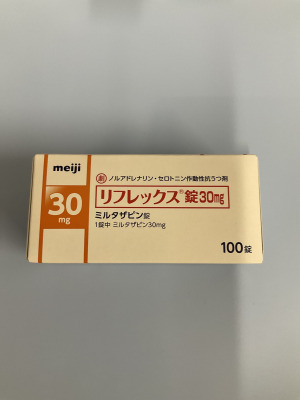 meiji
30
mg
劇 ノルアドレナリン・セロトニン作動性抗うつ剤
リフレックス®錠30mg
ミルタザピン錠
1錠中 ミルタザピン30mg
100錠